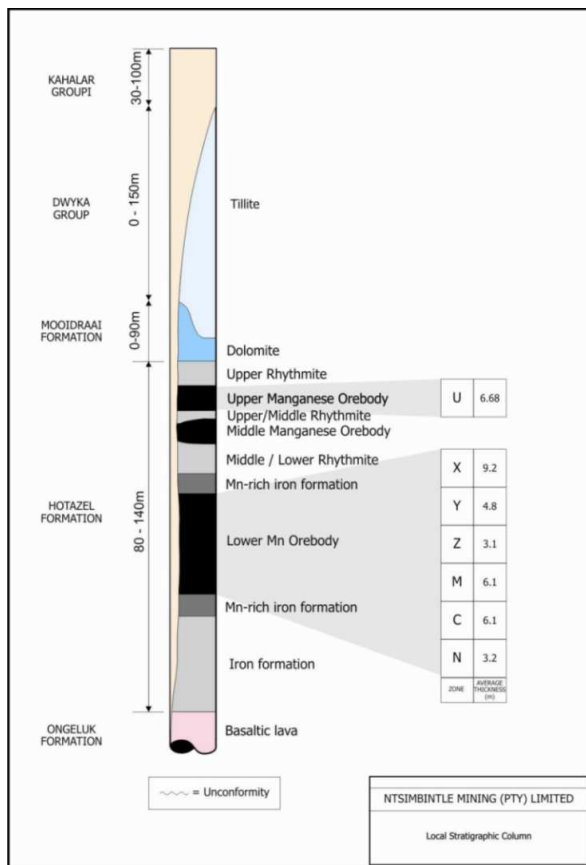 KAHALAR
GROUPI
30-100m
DWYKA
GROUP
0 - 150m
Tillite
MOOIDRAAI
FORMATION
0-90m
Dolomite
Upper Rhythmite
Upper Manganese Orebody
Upper/Middle Rhythmite
Middle Manganese Orebody
Middle / Lower Rhythmite
Mn-rich iron formation
HOTAZEL
FORMATION
80 - 140m
Lower Mn Orebody
Mn-rich iron formation
Iron formation
ONGELUK
FORMATION
Basaltic lava
U 6.68
X 9.2
Y 4.8
Z 3.1
M 6.1
C 6.1
N 3.2
ZONE AVERAGE
THICKNESS
(m)
= Unconformity
NTSIMBINTLE MINING (PTY) LIMITED
Local Stratigraphic Column